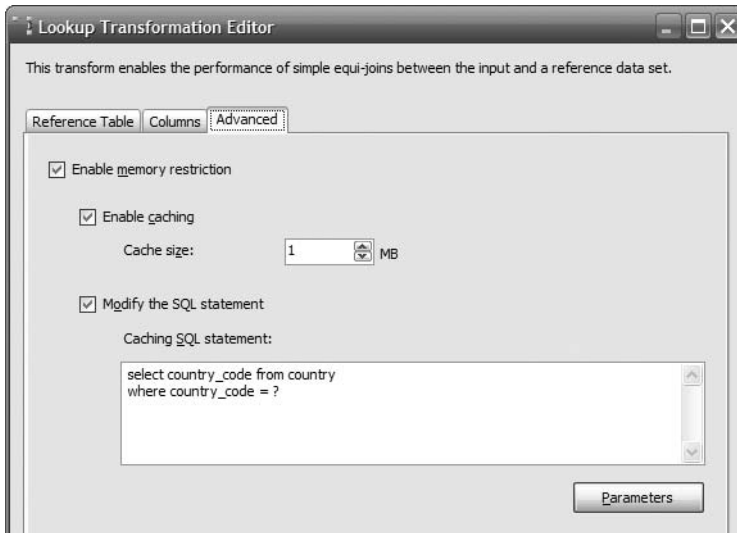 Lookup Transformation Editor
This transform enables the performance of simple equi-joins between the input and a reference data set.
Reference Table Columns Advanced
Enable memory restriction
Enable caching
Cache size: 1 MB
Modify the SQL statement
Caching SQL statement:
select country_code from country
where country_code = ?
Parameters